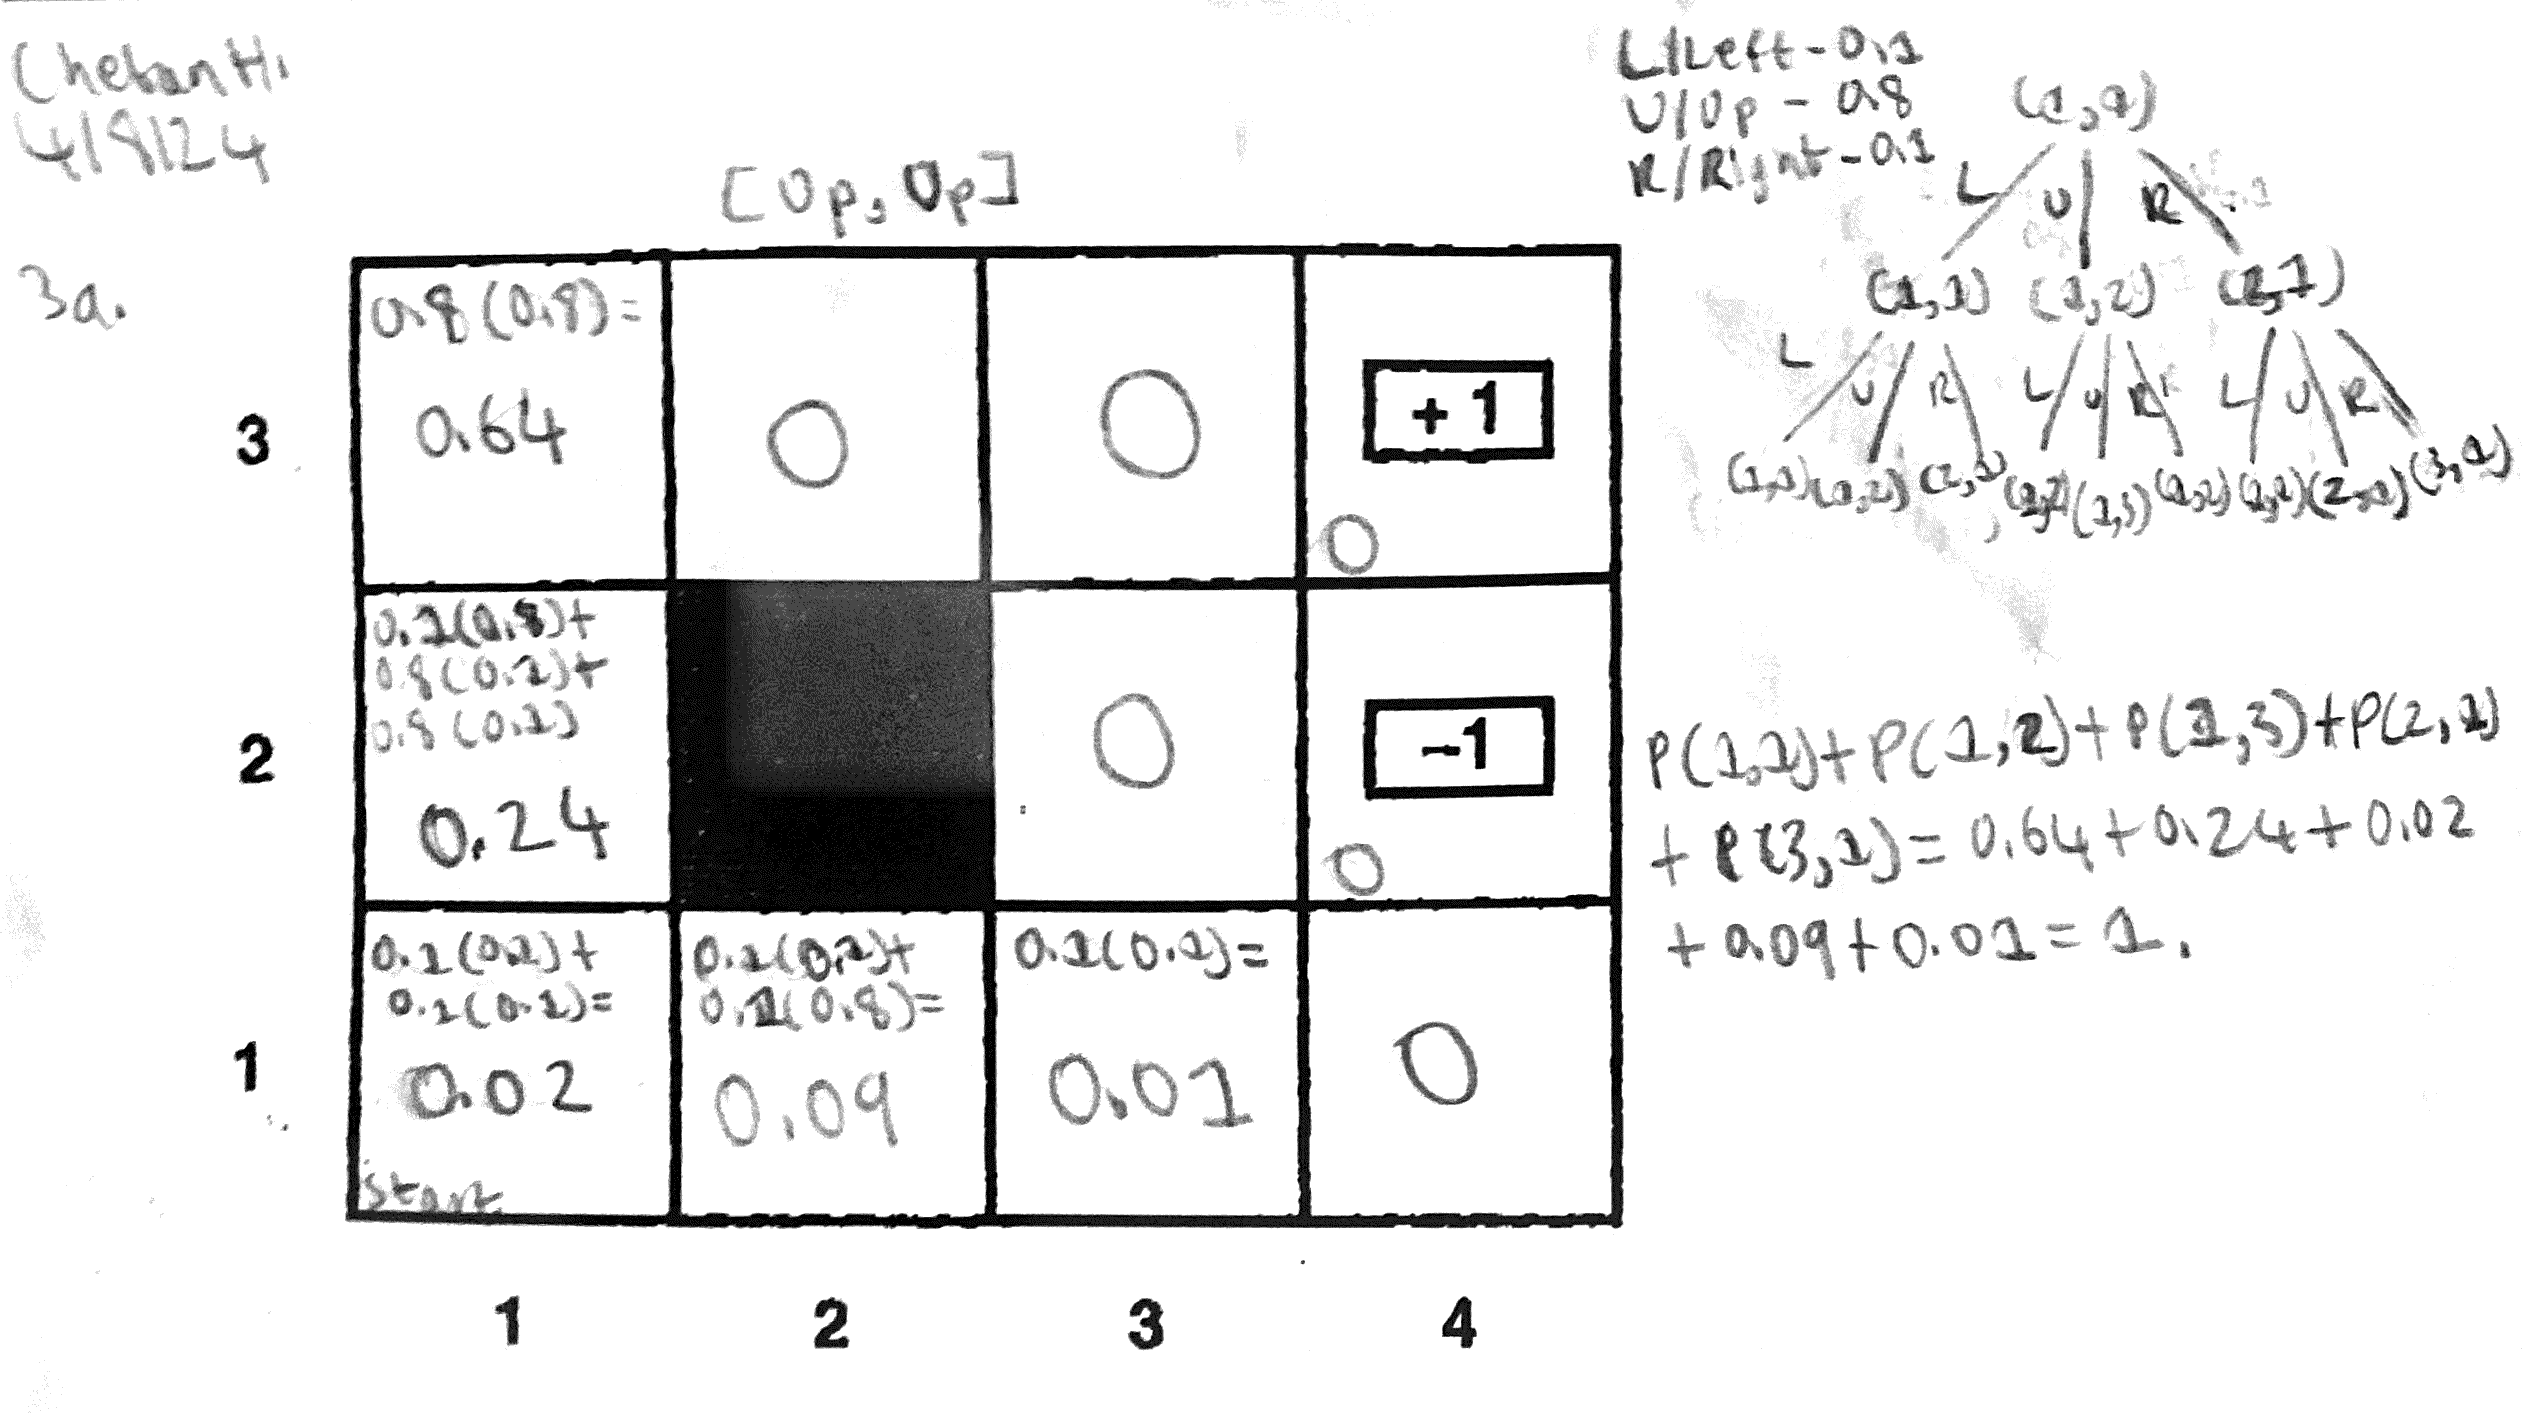 Chetan H.
4/8/24
3a.
[Up, Up]
L/Left - 0.1
U/Up - 0.8
R/Right - 0.1
(1,1)
L U R
(1,1) (1,2) (2,1)
L U R L U R L U R
(1,1) (1,2) (2,1) (1,2) (1,3) (1,2) (1,1) (2,1) (3,1)
3
0.8(0.8)=
0.64
0
0
+1
0
2
0.1(0.8)+
0.8(0.1)+
0.8(0.1)
0.24
0
-1
0
1
0.1(0.1)+
0.1(0.1)=
0.02
start
0.1(0.1)+
0.1(0.8)=
0.09
0.1(0.1)=
0.01
0
1 2 3 4
P(1,1)+P(1,2)+P(1,3)+P(2,1)
+ P(3,1)= 0.64+0.24+0.02
+ 0.09+0.01= 1.